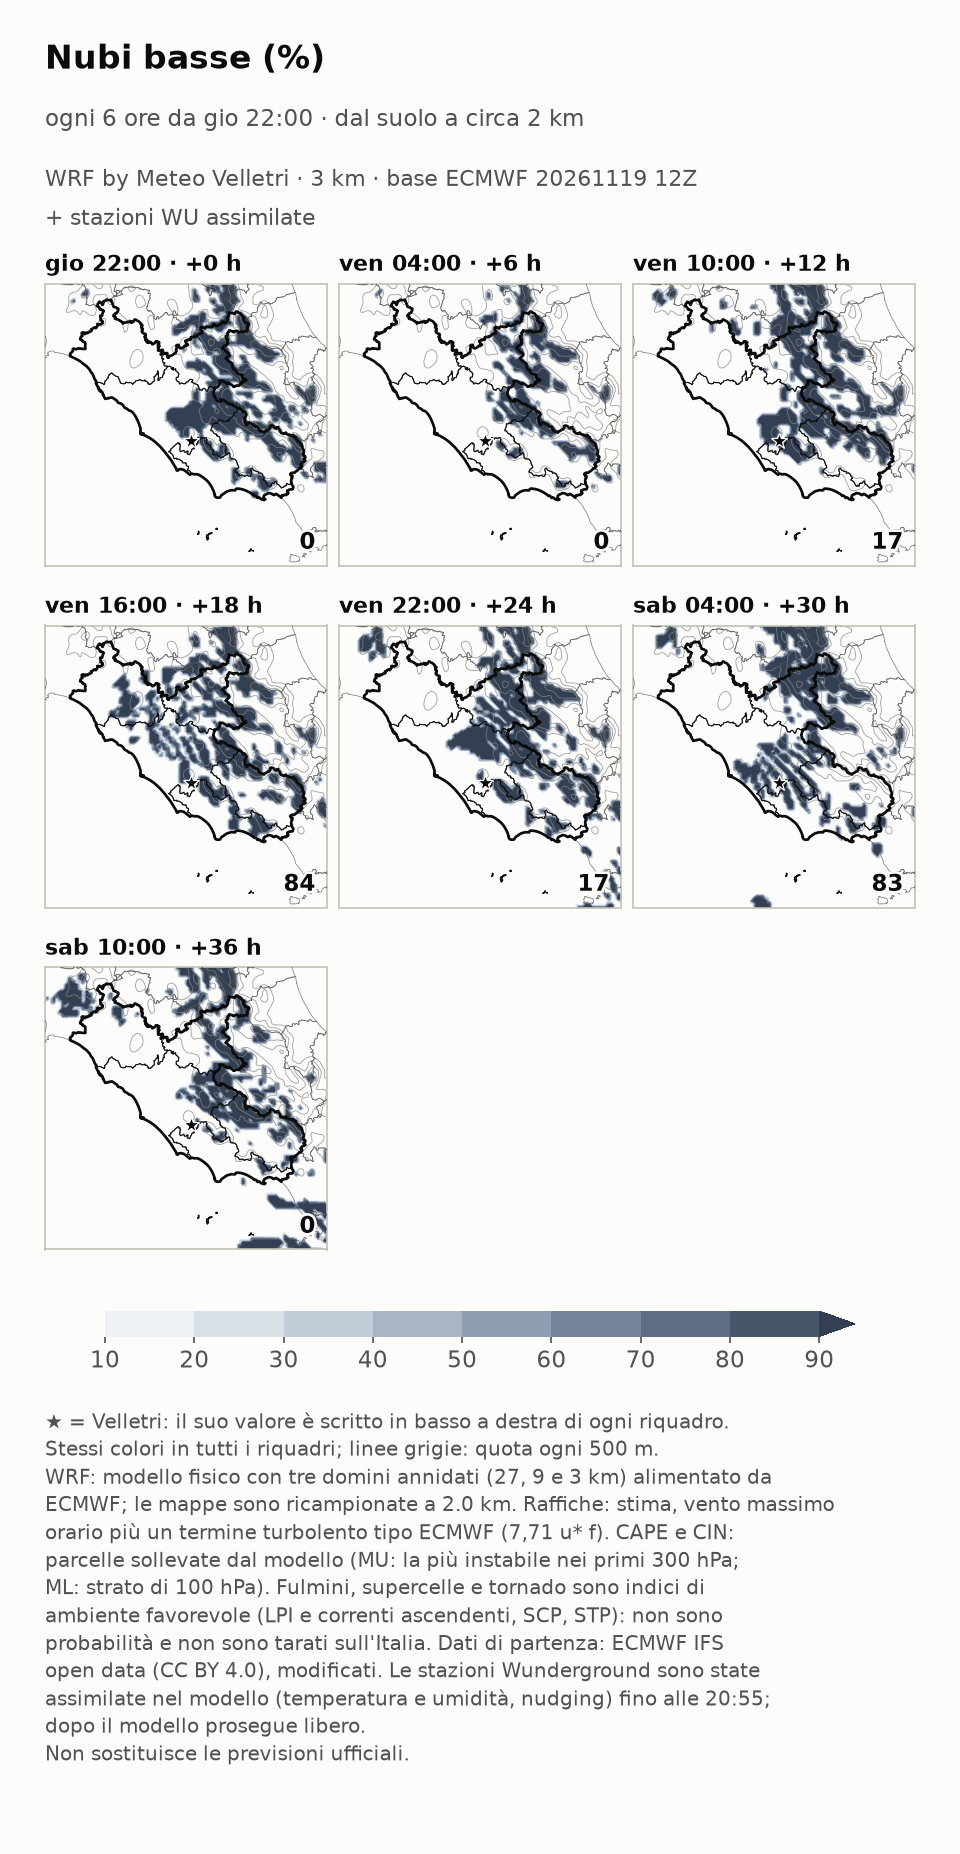 Nubi basse (%)
ogni 6 ore da gio 22:00 · dal suolo a circa 2 km
WRF by Meteo Velletri · 3 km · base ECMWF 20261119 12Z
+ stazioni WU assimilate
gio 22:00 · +0 h
ven 04:00 · +6 h
ven 10:00 · +12 h
0
0
17
ven 16:00 · +18 h
ven 22:00 · +24 h
sab 04:00 · +30 h
84
17
83
sab 10:00 · +36 h
0
10 20 30 40 50 60 70 80 90
★ = Velletri: il suo valore è scritto in basso a destra di ogni riquadro.
Stessi colori in tutti i riquadri; linee grigie: quota ogni 500 m.
WRF: modello fisico con tre domini annidati (27, 9 e 3 km) alimentato da
ECMWF; le mappe sono ricampionate a 2.0 km. Raffiche: stima, vento massimo
orario più un termine turbolento tipo ECMWF (7,71 u* f). CAPE e CIN:
parcelle sollevate dal modello (MU: la più instabile nei primi 300 hPa;
ML: strato di 100 hPa). Fulmini, supercelle e tornado sono indici di
ambiente favorevole (LPI e correnti ascendenti, SCP, STP): non sono
probabilità e non sono tarati sull'Italia. Dati di partenza: ECMWF IFS
open data (CC BY 4.0), modificati. Le stazioni Wunderground sono state
assimilate nel modello (temperatura e umidità, nudging) fino alle 20:55;
dopo il modello prosegue libero.
Non sostituisce le previsioni ufficiali.